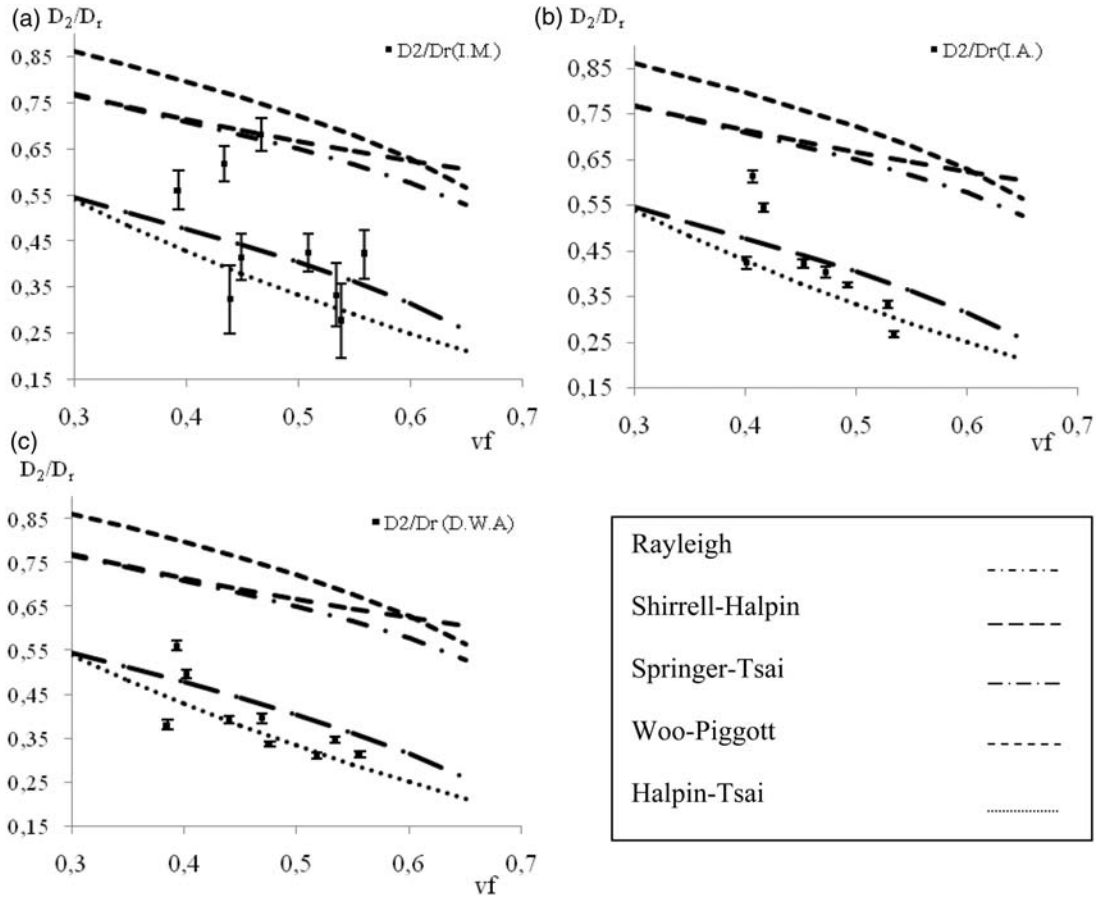 (a)
D₂/Dᵣ
0,85
0,75
0,65
0,55
0,45
0,35
0,25
0,15
0,3
0,4
0,5
0,6
0,7
vf
D2/Dr(I.M.)
(b)
D₂/Dᵣ
0,85
0,75
0,65
0,55
0,45
0,35
0,25
0,15
0,3
0,4
0,5
0,6
0,7
vf
D2/Dr(I.A.)
(c)
D₂/Dᵣ
0,85
0,75
0,65
0,55
0,45
0,35
0,25
0,15
0,3
0,4
0,5
0,6
0,7
vf
D2/Dr (D.W.A)
Rayleigh
Shirrell-Halpin
Springer-Tsai
Woo-Piggott
Halpin-Tsai